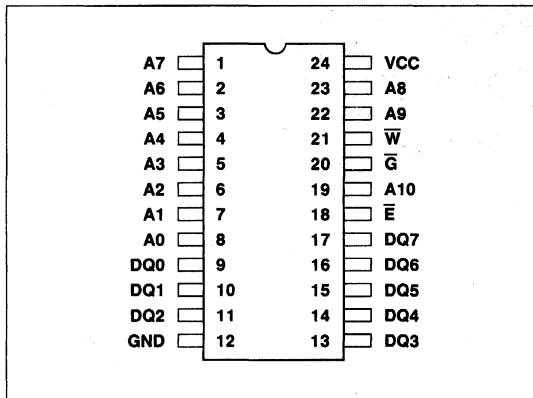 A7 1 24 VCC
A6 2 23 A8
A5 3 22 A9
A4 4 21 W̅
A3 5 20 G̅
A2 6 19 A10
A1 7 18 E̅
A0 8 17 DQ7
DQ0 9 16 DQ6
DQ1 10 15 DQ5
DQ2 11 14 DQ4
GND 12 13 DQ3